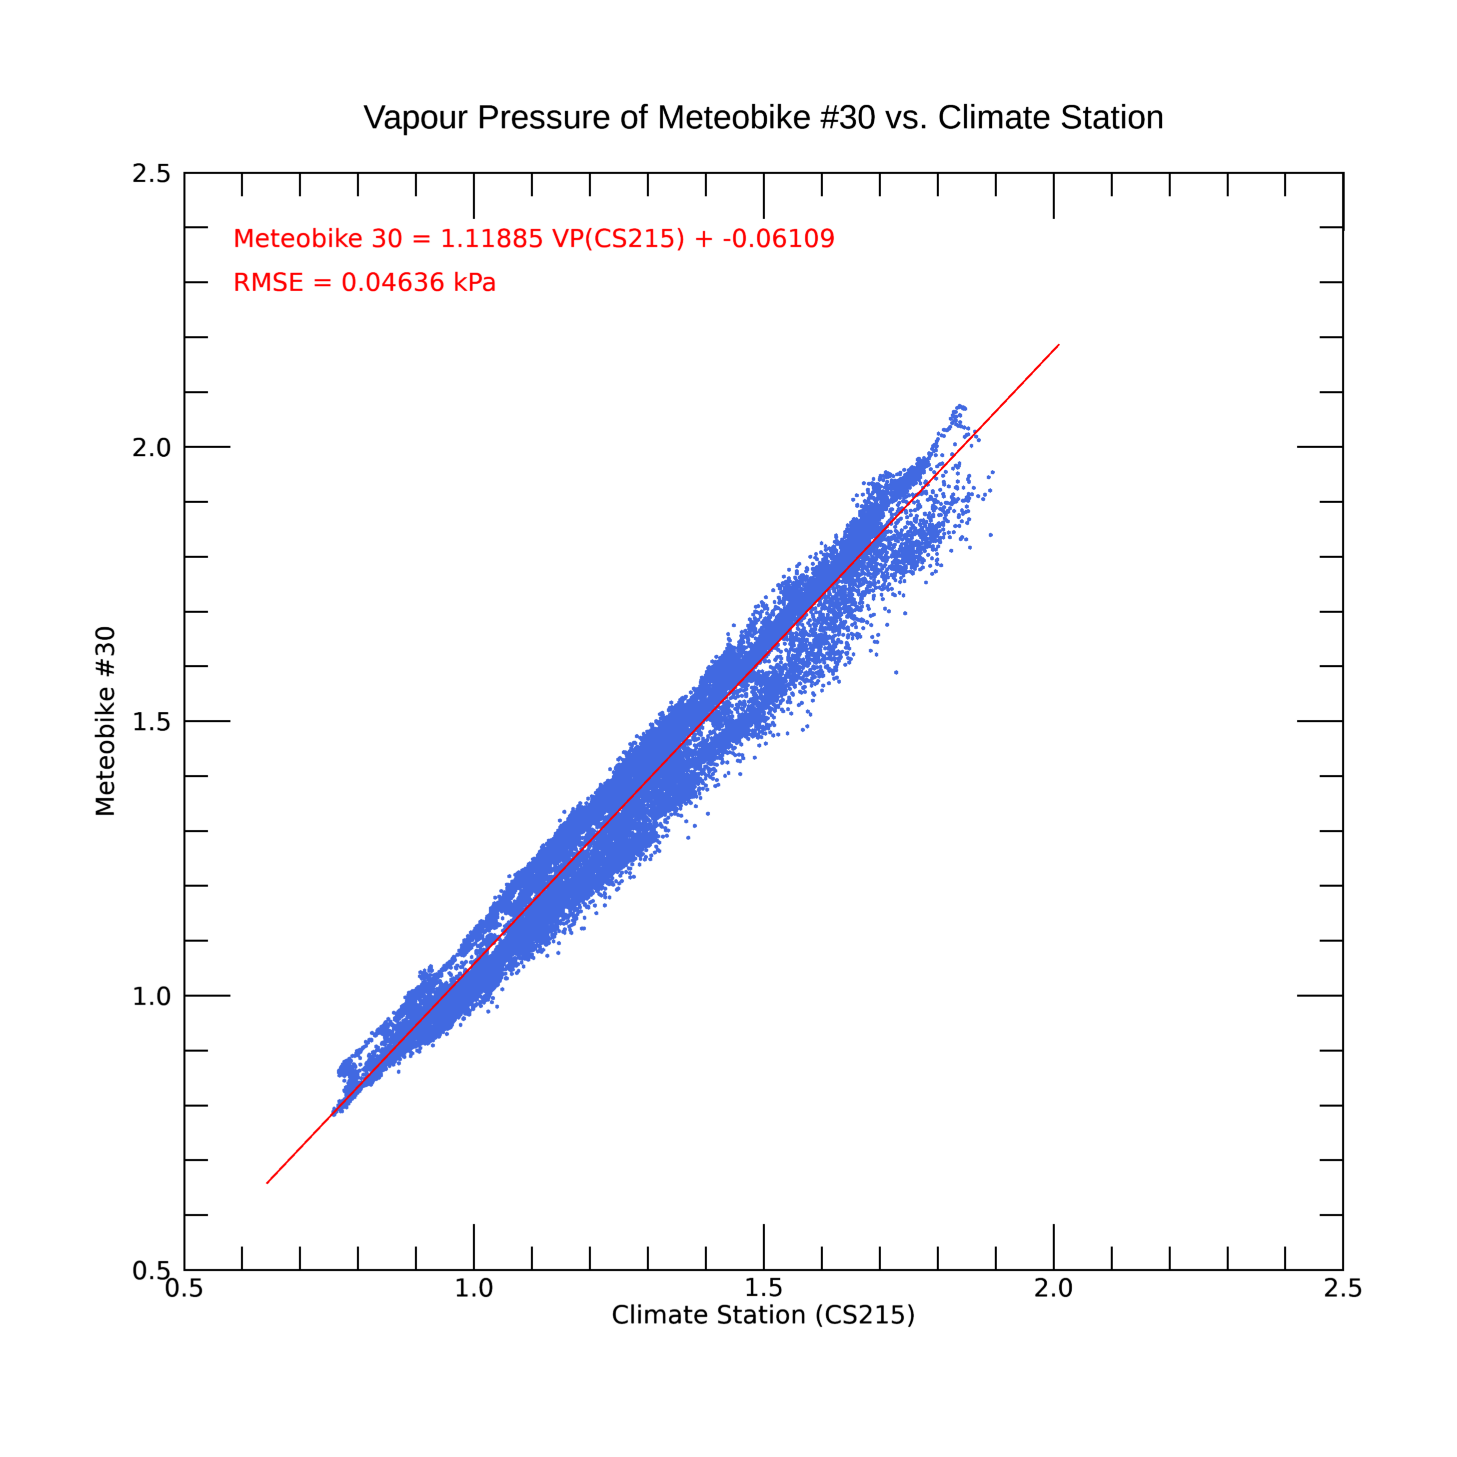 Vapour Pressure of Meteobike #30 vs. Climate Station
2.5
Meteobike 30 = 1.11885 VP(CS215) + -0.06109
RMSE = 0.04636 kPa
2.0
Meteobike #30
1.5
1.0
0.5
0.5 1.0 1.5 2.0 2.5
Climate Station (CS215)